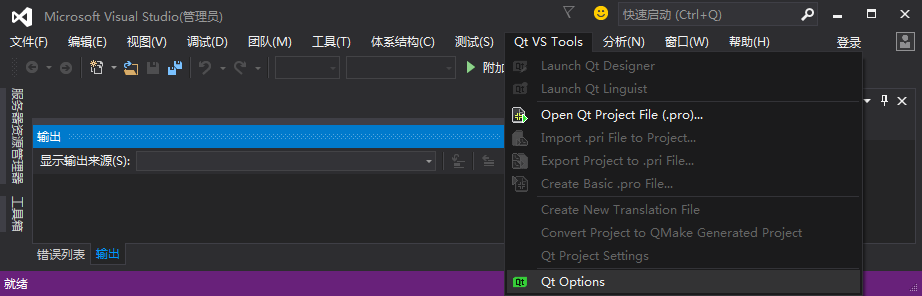 Microsoft Visual Studio(管理员)
快速启动 (Ctrl+Q)
文件(F) 编辑(E) 视图(V) 调试(D) 团队(M) 工具(T) 体系结构(C) 测试(S) Qt VS Tools 分析(N) 窗口(W) 帮助(H) 登录
附加
Launch Qt Designer
Launch Qt Linguist
Open Qt Project File (.pro)...
Import .pri File to Project...
Export Project to .pri File...
Create Basic .pro File...
Create New Translation File
Convert Project to QMake Generated Project
Qt Project Settings
Qt Qt Options
服务器资源管理器
工具箱
输出
显示输出来源(S):
错误列表 输出
就绪